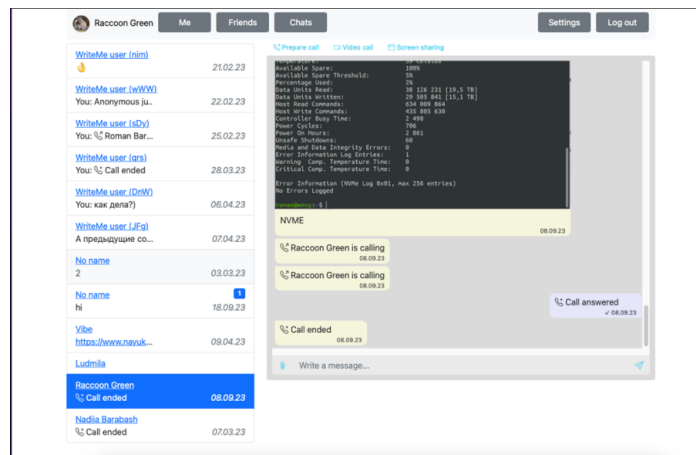 Raccoon Green
Me
Friends
Chats
Settings
Log out
WriteMe user (nim)
👌
21.02.23
WriteMe user (wWW)
You: Anonymous ju..
22.02.23
WriteMe user (sDy)
You: Roman Bar...
25.02.23
WriteMe user (qrs)
You: Call ended
28.03.23
WriteMe user (DnW)
You: как дела?)
06.04.23
WriteMe user (JFg)
А предыдущие со...
07.04.23
No name
2
03.03.23
No name
1
hi
18.09.23
Vibe
https://www.nayuk...
09.04.23
Ludmila
Raccoon Green
Call ended
08.09.23
Nadiia Barabash
Call ended
07.03.23
Prepare call
Video call
Screen sharing
Available Spare: 100%
Available Spare Threshold: 5%
Percentage Used: 2%
Data Units Read: 38 126 231 [19,5 TB]
Data Units Written: 29 505 841 [15,1 TB]
Host Read Commands: 634 009 864
Host Write Commands: 435 805 630
Controller Busy Time: 2 498
Power Cycles: 706
Power On Hours: 2 061
Unsafe Shutdowns: 60
Media and Data Integrity Errors: 0
Error Information Log Entries: 1
Warning Comp. Temperature Time: 0
Critical Comp. Temperature Time: 0
Error Information (NVMe Log 0x01, max 256 entries)
No Errors Logged
NVME
08.09.23
Raccoon Green is calling
08.09.23
Raccoon Green is calling
08.09.23
Call answered
✓ 08.09.23
Call ended
08.09.23
Write a message...